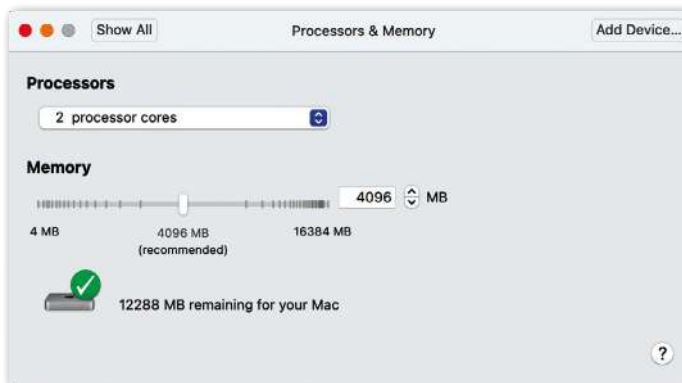 Show All
Processors & Memory
Add Device...
Processors
2 processor cores
Memory
4096 MB
4 MB
4096 MB
(recommended)
16384 MB
12288 MB remaining for your Mac
?